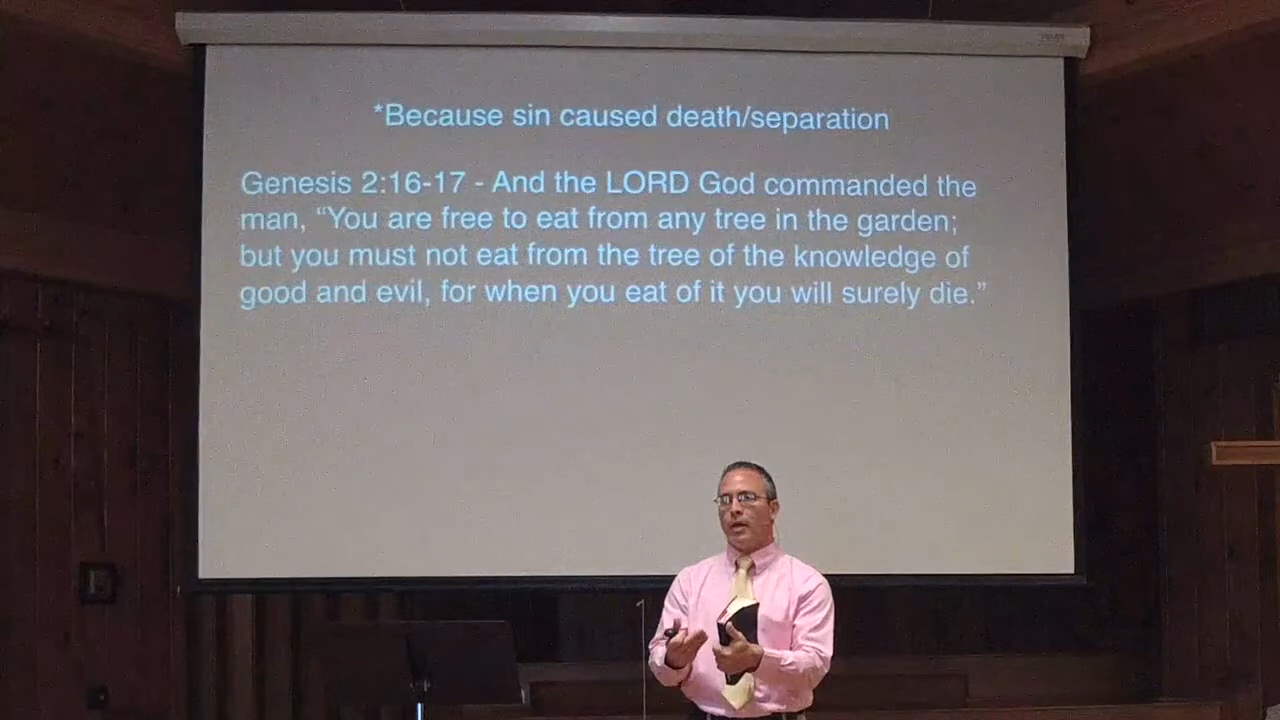 *Because sin caused death/separation
Genesis 2:16-17 - And the LORD God commanded the
man, “You are free to eat from any tree in the garden;
but you must not eat from the tree of the knowledge of
good and evil, for when you eat of it you will surely die.”